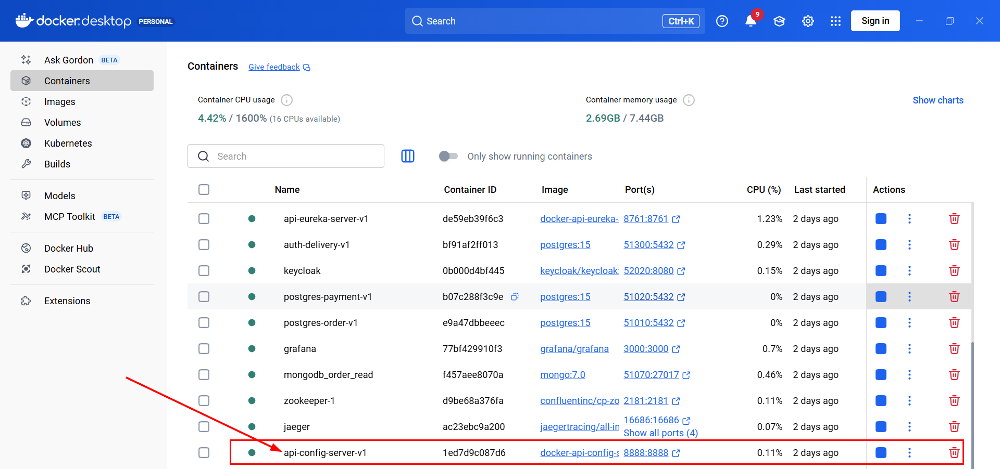 docker.desktop PERSONAL
Search Ctrl+K
9
Sign in
Ask Gordon BETA
Containers
Images
Volumes
Kubernetes
Builds
Models
MCP Toolkit BETA
Docker Hub
Docker Scout
Extensions
Containers Give feedback
Container CPU usage
4.42% / 1600% (16 CPUs available)
Container memory usage
2.69GB / 7.44GB
Show charts
Search
Only show running containers
Name Container ID Image Port(s) CPU (%) Last started Actions
api-eureka-server-v1 de59eb39f6c3 docker-api-eureka- 8761:8761 1.23% 2 days ago
auth-delivery-v1 bf91af2ff013 postgres:15 51300:5432 0.29% 2 days ago
keycloak 0b000d4bf445 keycloak/keycloak: 52020:8080 0.15% 2 days ago
postgres-payment-v1 b07c288f3c9e postgres:15 51020:5432 0% 2 days ago
postgres-order-v1 e9a47dbbeeec postgres:15 51010:5432 0% 2 days ago
grafana 77bf429910f3 grafana/grafana 3000:3000 0.7% 2 days ago
mongodb_order_read f457aee8070a mongo:7.0 51070:27017 0.46% 2 days ago
zookeeper-1 d9be68a376fa confluentinc/cp-zo 2181:2181 0.11% 2 days ago
jaeger ac23ebc9a200 jaegertracing/all-in 16686:16686 0.07% 2 days ago
Show all ports (4)
api-config-server-v1 1ed7d9c087d6 docker-api-config-s 8888:8888 0.11% 2 days ago